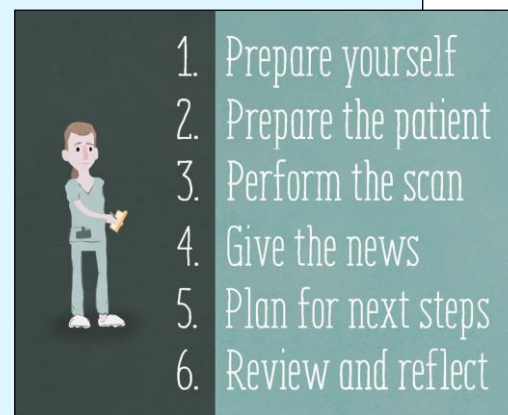 1. Prepare yourself
2. Prepare the patient
3. Perform the scan
4. Give the news
5. Plan for next steps
6. Review and reflect